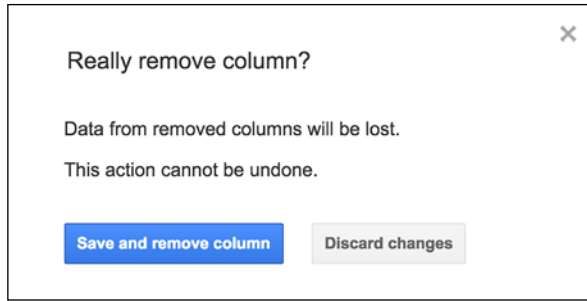 Really remove column?
Data from removed columns will be lost.
This action cannot be undone.
Save and remove column
Discard changes